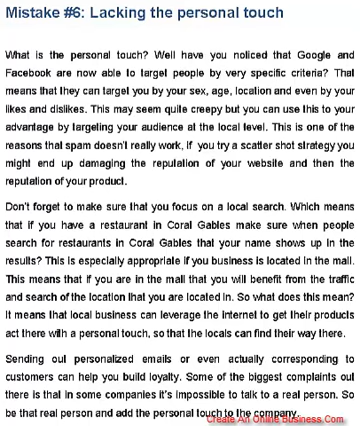 Mistake #6: Lacking the personal touch
What is the personal touch? Well have you noticed that Google and
Facebook are now able to target people by very specific criteria? That
means that they can target you by your sex, age, location and even by your
likes and dislikes. This may seem quite creepy but you can use this to your
advantage by targeting your audience at the local level. This is one of the
reasons that spam doesn't really work, if you try a scatter shot strategy you
might end up damaging the reputation of your website and then the
reputation of your product.
Don't forget to make sure that you focus on a local search. Which means
that if you have a restaurant in Coral Gables make sure when people
search for restaurants in Coral Gables that your name shows up in the
results? This is especially appropriate if you business is located in the mall.
This means that if you are in the mall that you will benefit from the traffic
and search of the location that you are located in. So what does this mean?
It means that local business can leverage the internet to get their products
act there with a personal touch, so that the locals can find their way there.
Sending out personalized emails or even actually corresponding to
customers can help you build loyalty. Some of the biggest complaints out
there is that in some companies it's impossible to talk to a real person. So
be that real person and add the personal touch to the company.
Create An Online Business.Com